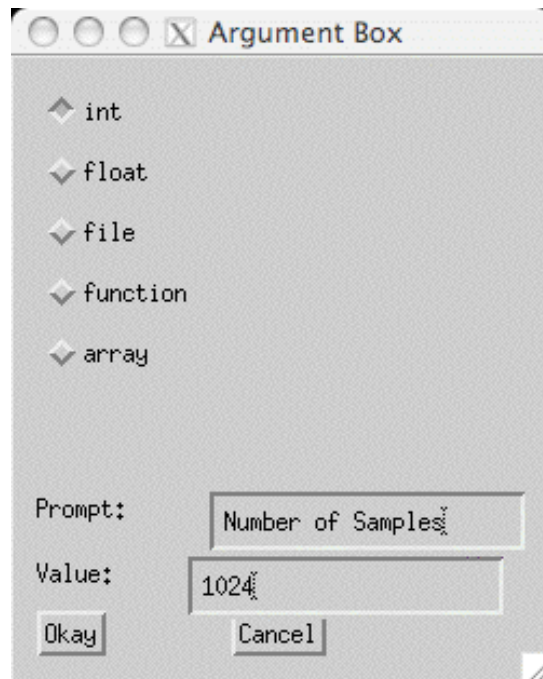 X Argument Box
int
float
file
function
array
Prompt: Number of Samples
Value: 1024
Okay Cancel